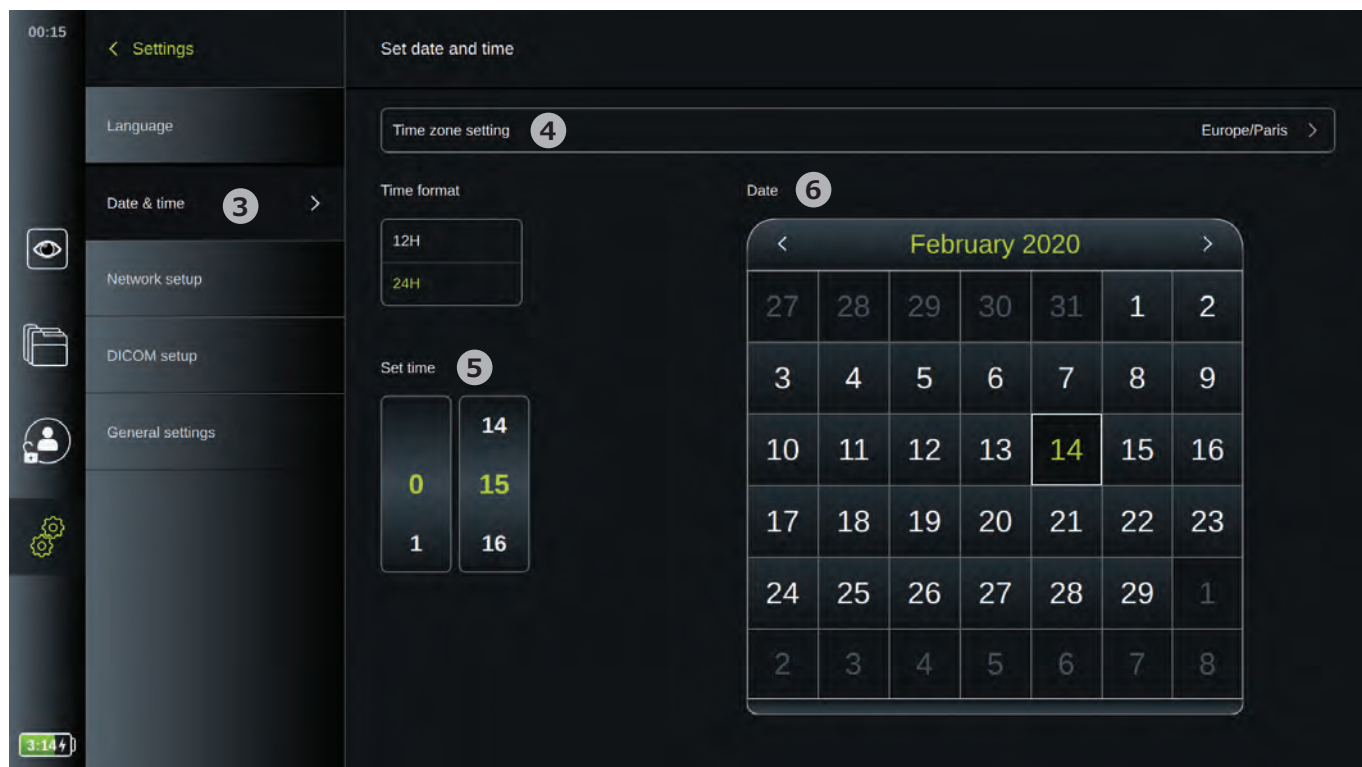 00:15
Settings
Set date and time
Language
Time zone setting 4 Europe/Paris
Date & time 3
Time format
Date 6
12H
24H
February 2020
Network setup
27 28 29 30 31 1 2
DICOM setup
Set time 5
3 4 5 6 7 8 9
General settings
14
0 15
1 16
10 11 12 13 14 15 16
17 18 19 20 21 22 23
24 25 26 27 28 29 1
2 3 4 5 6 7 8
3:14